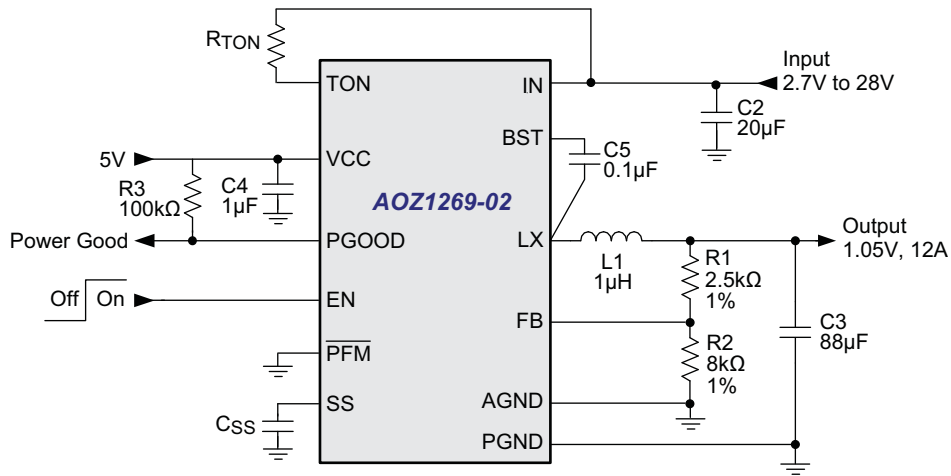 RTON
TON
IN
Input
2.7V to 28V
C2
20µF
BST
C5
0.1µF
5V
VCC
R3
100kΩ
C4
1µF
AOZ1269-02
Power Good
PGOOD
LX
L1
1µH
Output
1.05V, 12A
R1
2.5kΩ
1%
Off
On
EN
FB
C3
88µF
PFM
R2
8kΩ
1%
SS
CSS
AGND
PGND